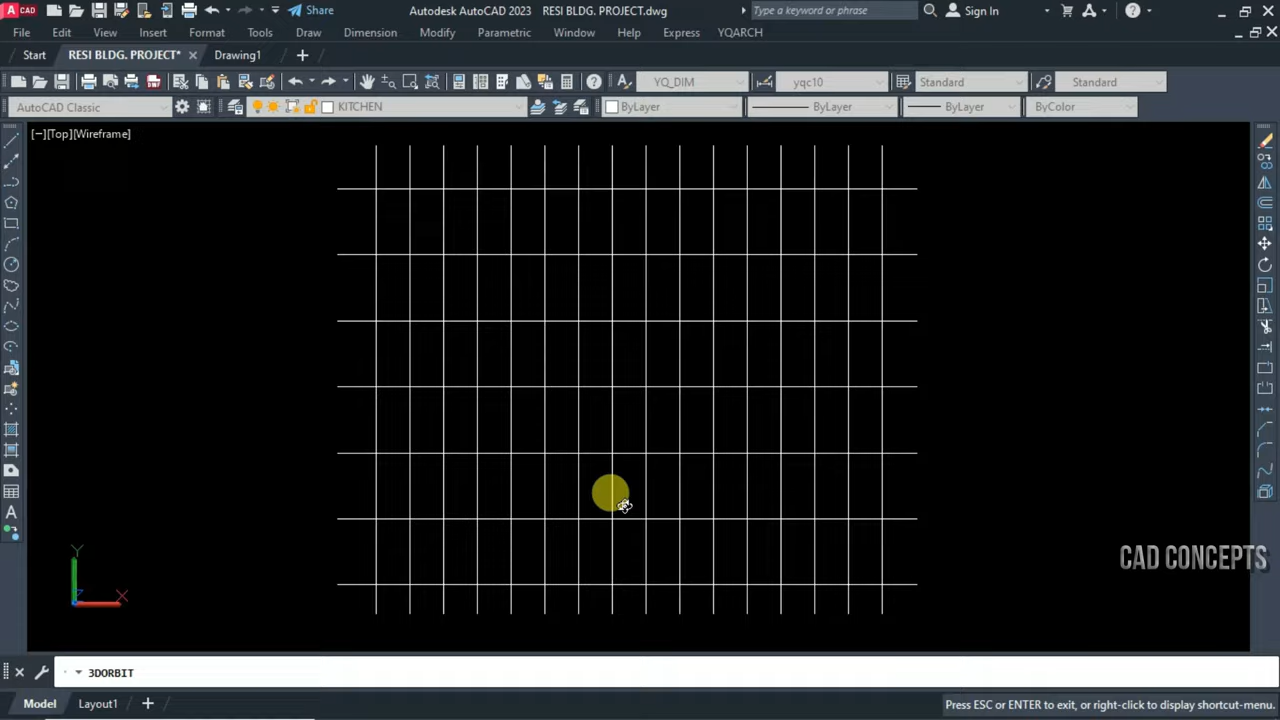 CAD Share Autodesk AutoCAD 2023 RESI BLDG. PROJECT.dwg Type a keyword or phrase Sign In
File Edit View Insert Format Tools Draw Dimension Modify Parametric Window Help Express YQARCH
Start RESI BLDG. PROJECT* Drawing1
YQ_DIM yqc10 Standard Standard
AutoCAD Classic KITCHEN ByLayer ByLayer ByLayer ByColor
[−][Top][Wireframe]
Y
X
CAD CONCEPTS
3DORBIT
Model Layout1 Press ESC or ENTER to exit, or right-click to display shortcut-menu.